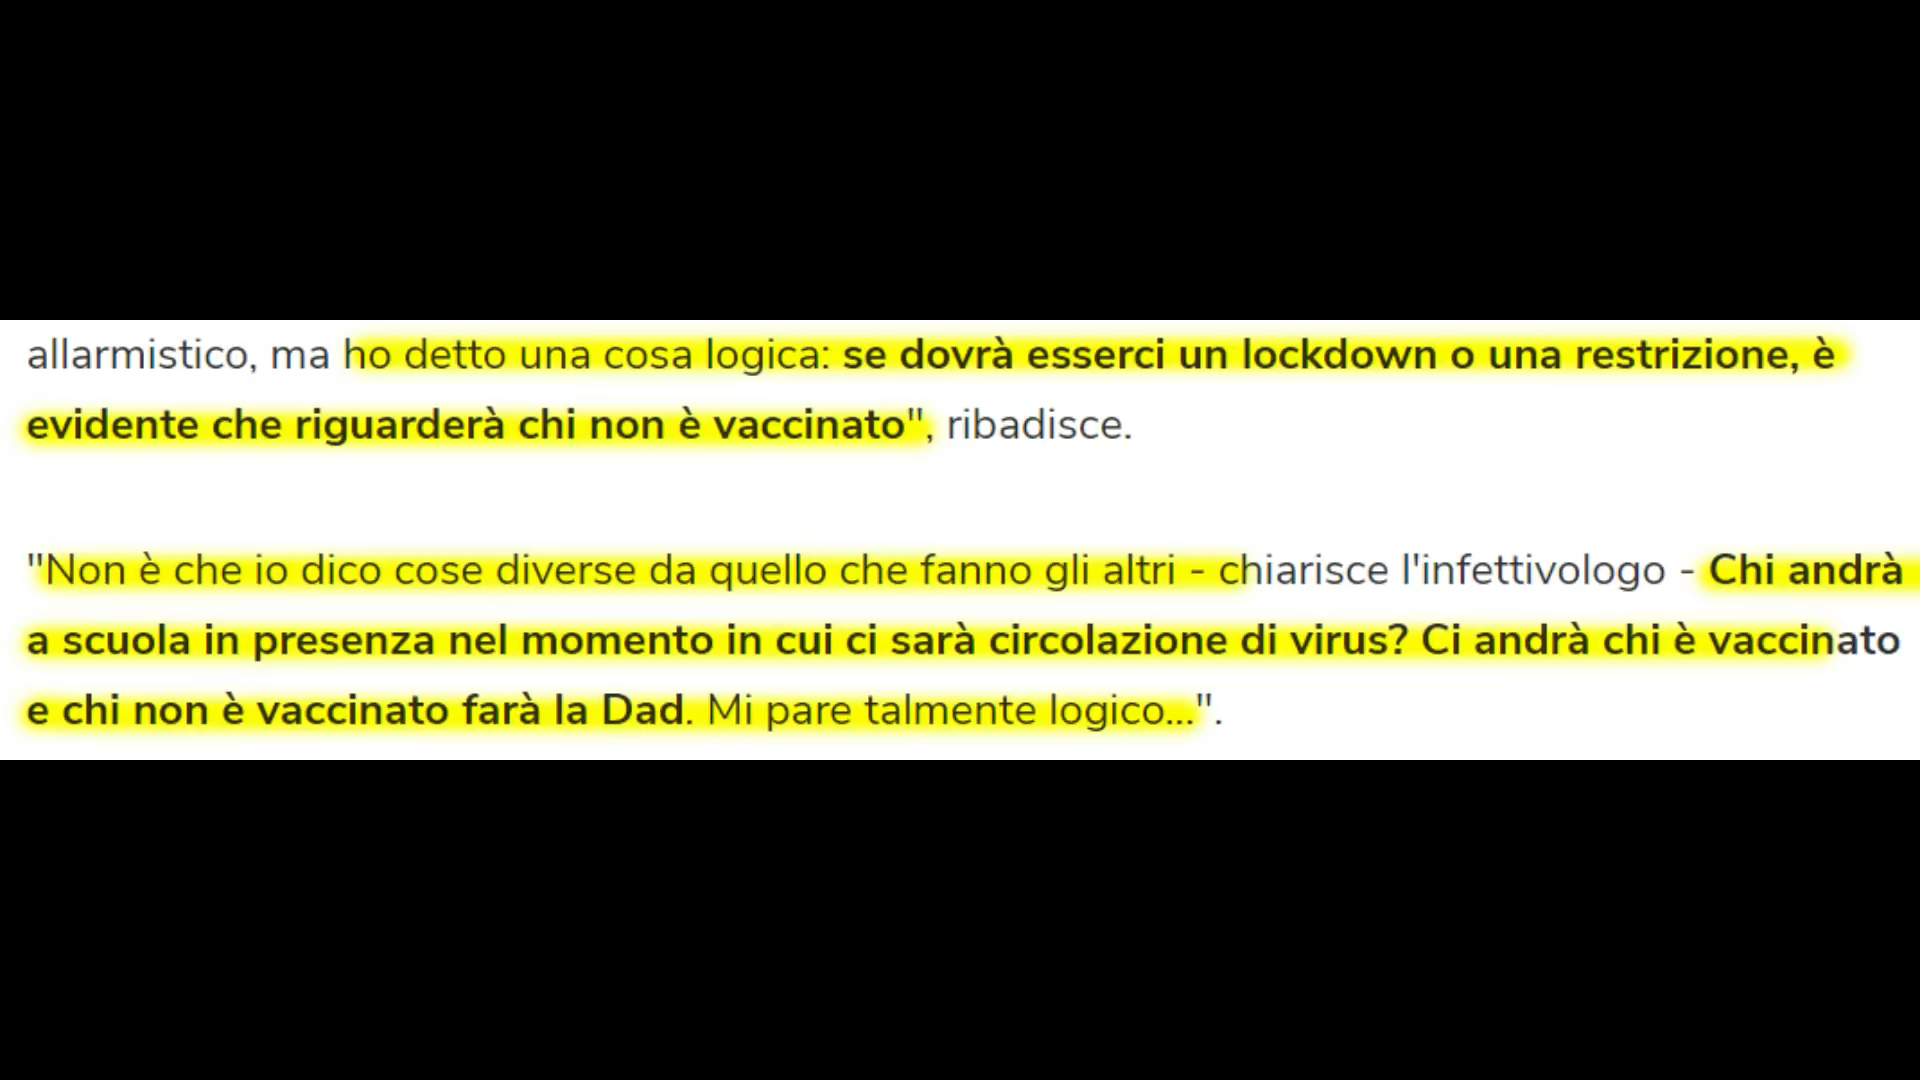 allarmistico, ma ho detto una cosa logica: se dovrà esserci un lockdown o una restrizione, è
evidente che riguarderà chi non è vaccinato", ribadisce.
"Non è che io dico cose diverse da quello che fanno gli altri - chiarisce l'infettivologo - Chi andrà
a scuola in presenza nel momento in cui ci sarà circolazione di virus? Ci andrà chi è vaccinato
e chi non è vaccinato farà la Dad. Mi pare talmente logico...".